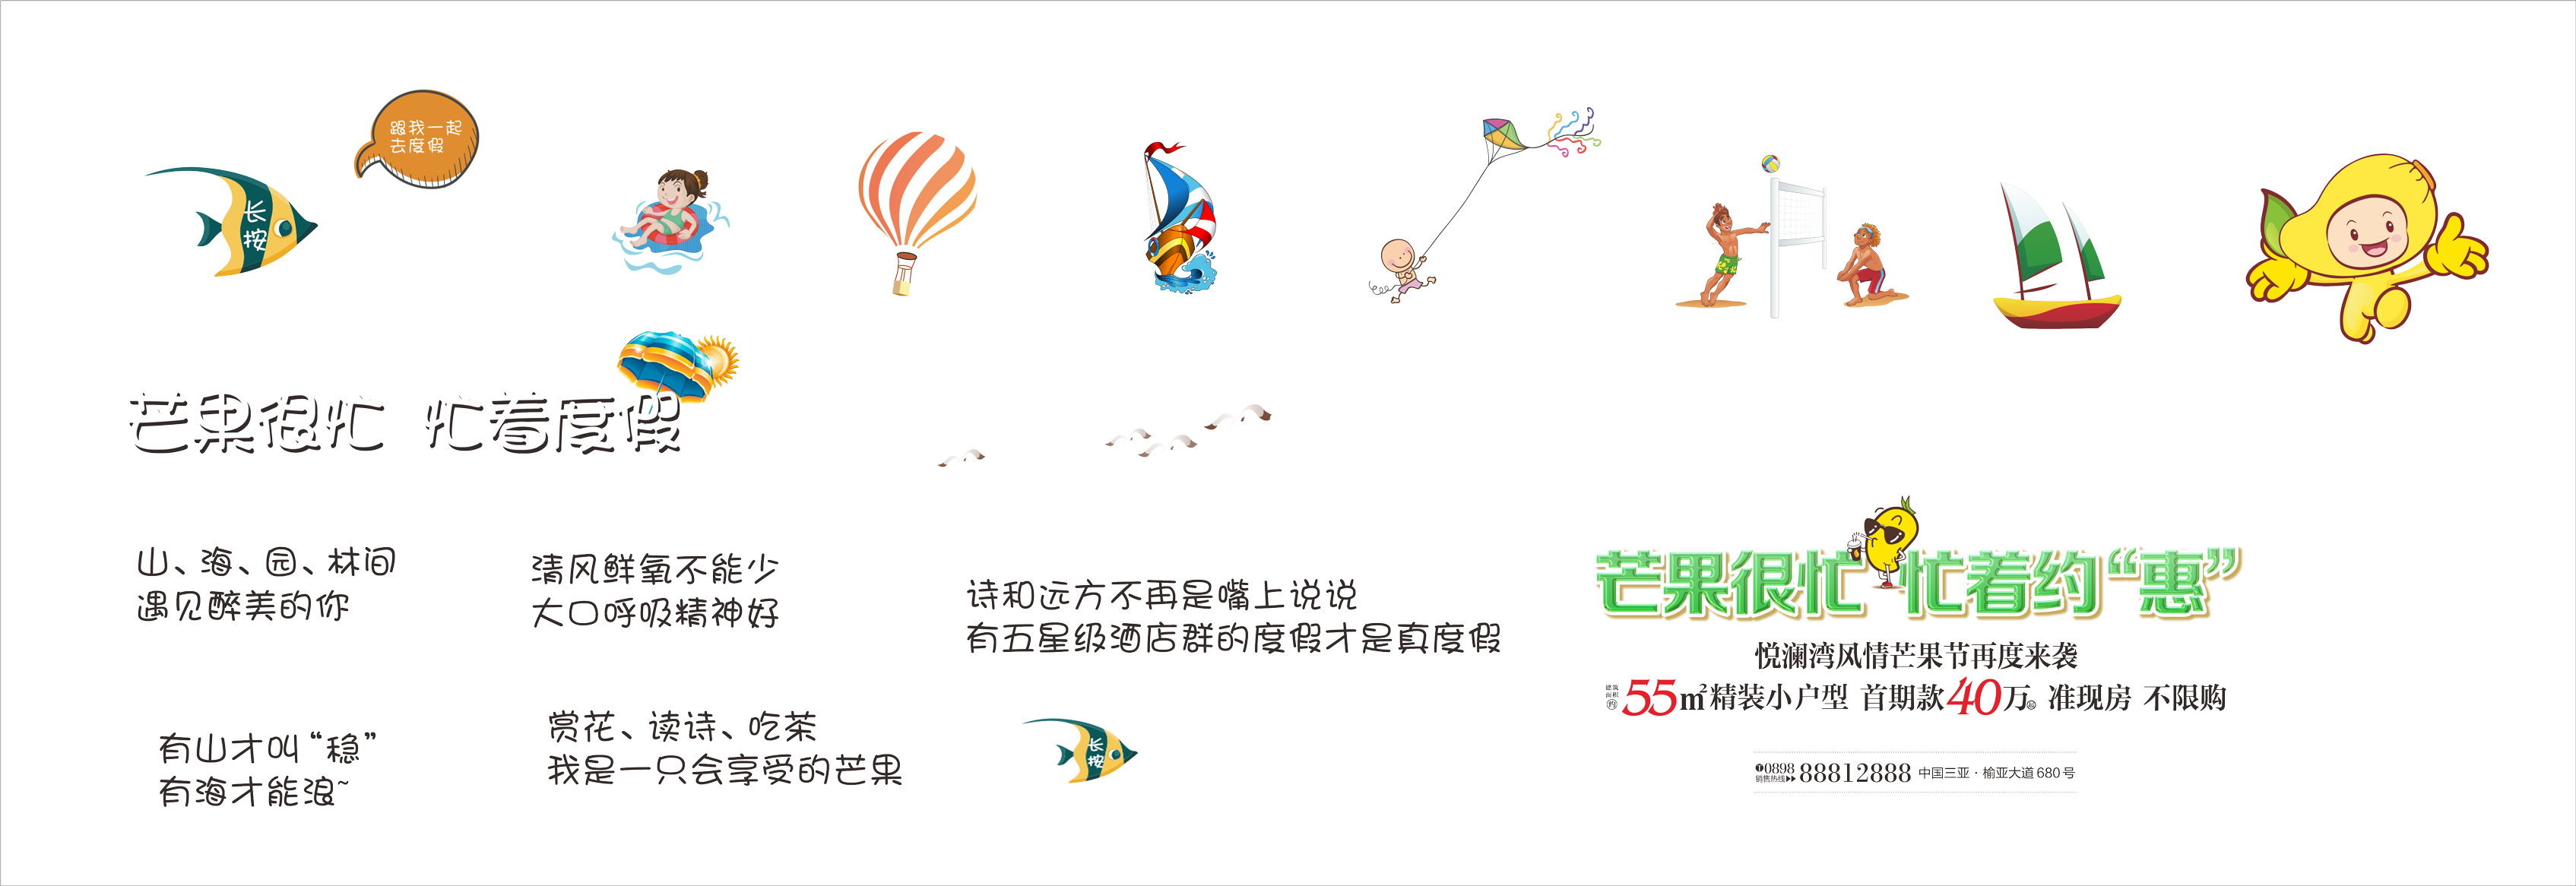 跟我一起
去度假
长
按
芒果很忙 忙着度假
山、海、园、林间
遇见醉美的你
清风鲜氧不能少
大口呼吸精神好
诗和远方不再是嘴上说说
有五星级酒店群的度假才是真度假
有山才叫“稳”
有海才能浪~
赏花、读诗、吃茶
我是一只会享受的芒果
长
按
芒果很忙 忙着约“惠”
悦澜湾风情芒果节再度来袭
建筑面积约55㎡精装小户型 首期款40万起 准现房 不限购
0898 88812888 中国三亚·榆亚大道680号
销售热线